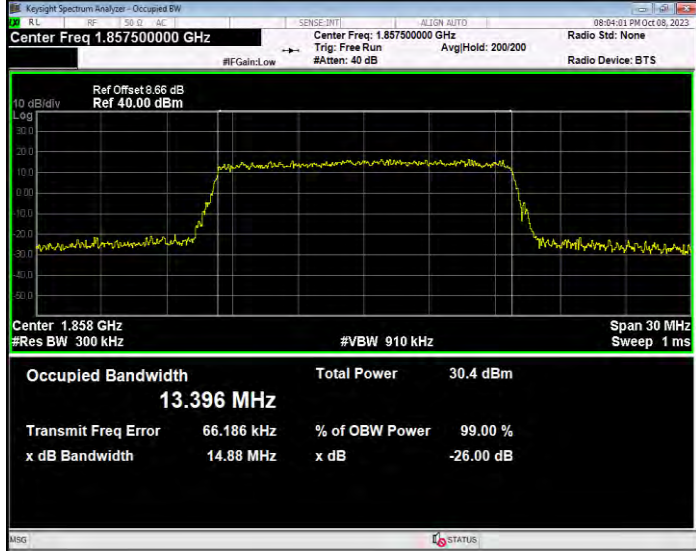 Keysight Spectrum Analyzer - Occupied BW
RL RF 50 Ω AC SENSE:INT ALIGN AUTO 08:04:01 PM Oct 08, 2023
Center Freq 1.857500000 GHz Center Freq: 1.857500000 GHz Radio Std: None
Trig: Free Run Avg|Hold: 200/200
#IFGain:Low #Atten: 40 dB Radio Device: BTS
Ref Offset 8.66 dB
10 dB/div Ref 40.00 dBm
Log
30.0
20.0
10.0
0.00
-10.0
-20.0
-30.0
-40.0
-50.0
Center 1.858 GHz Span 30 MHz
#Res BW 300 kHz #VBW 910 kHz Sweep 1 ms
Occupied Bandwidth Total Power 30.4 dBm
13.396 MHz
Transmit Freq Error 66.186 kHz % of OBW Power 99.00 %
x dB Bandwidth 14.88 MHz x dB -26.00 dB
MSG STATUS